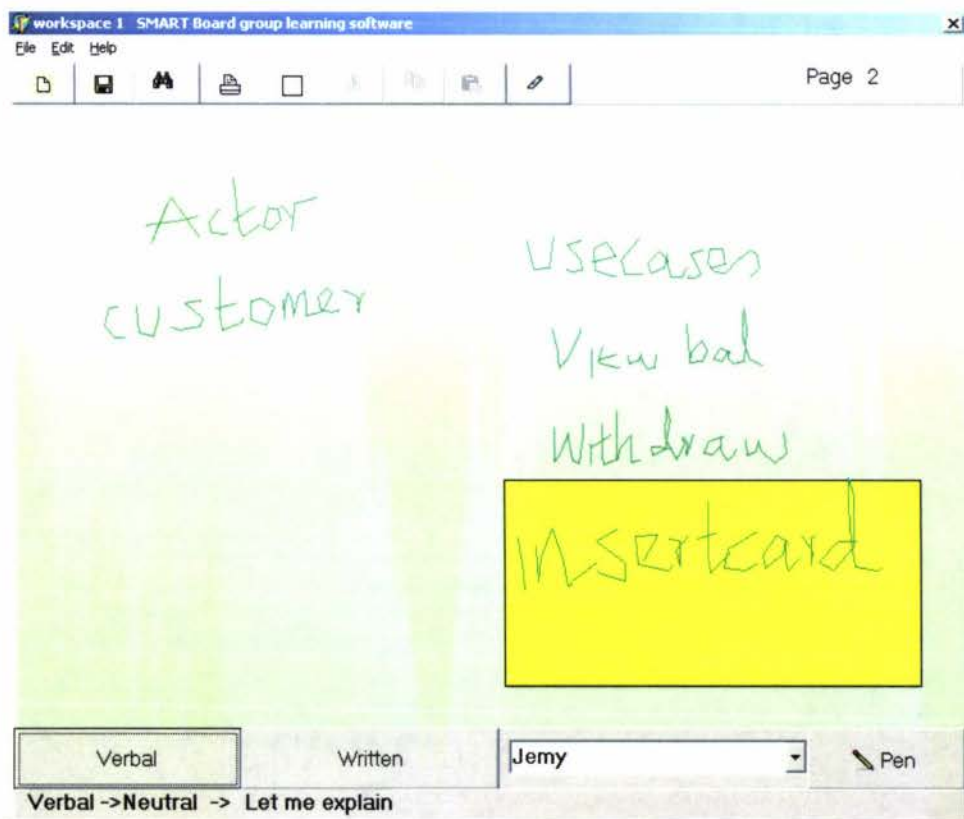 workspace 1 SMART Board group learning software
File Edit Help
Page 2
Actor
customer
usecases
View bal
Withdraw
insertcard
Verbal
Written
Jemy
Pen
Verbal ->Neutral -> Let me explain